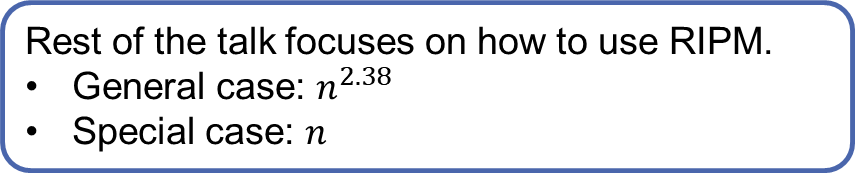 Rest of the talk focuses on how to use RIPM.
• General case: n^{2.38}
• Special case: n